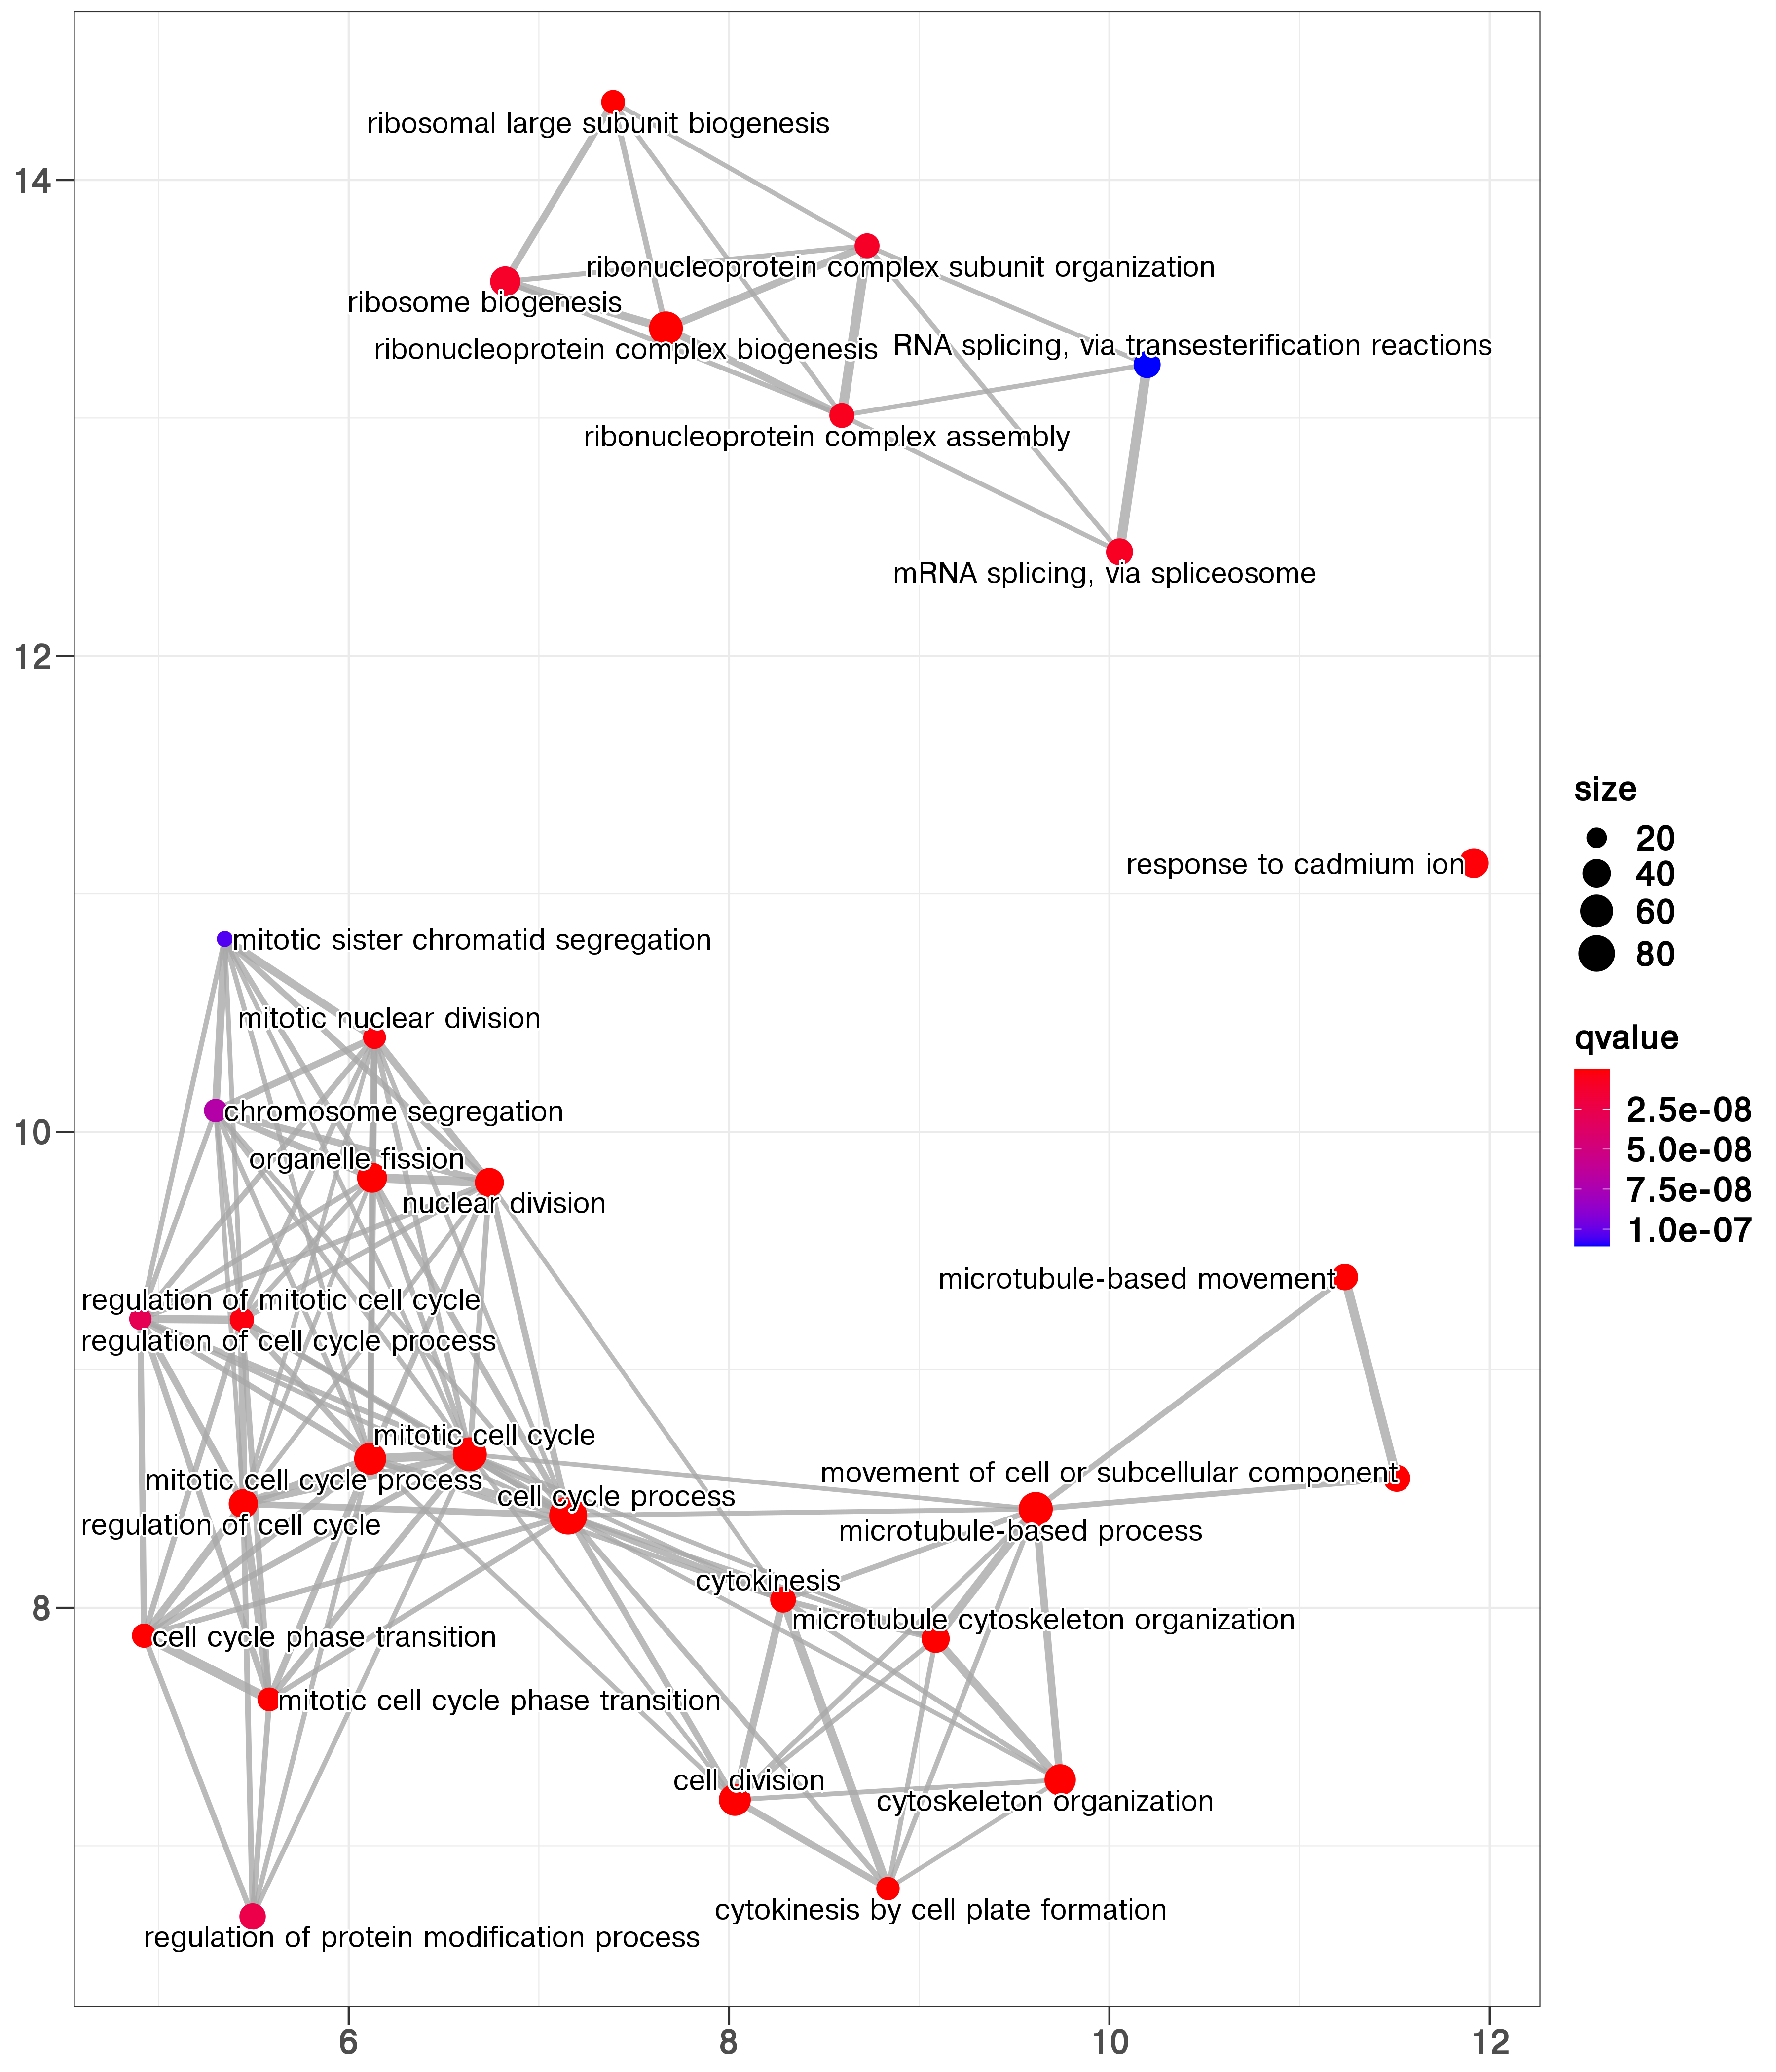 ribosomal large subunit biogenesis
14
ribonucleoprotein complex subunit organization
ribosome biogenesis
RNA splicing, via transesterification reactions
ribonucleoprotein complex biogenesis
ribonucleoprotein complex assembly
mRNA splicing, via spliceosome
12
response to cadmium ion
mitotic sister chromatid segregation
mitotic nuclear division
chromosome segregation
10
organelle fission
nuclear division
microtubule-based movement
regulation of mitotic cell cycle
regulation of cell cycle process
mitotic cell cycle
movement of cell or subcellular component
mitotic cell cycle process
cell cycle process
regulation of cell cycle
microtubule-based process
cytokinesis
8
microtubule cytoskeleton organization
cell cycle phase transition
mitotic cell cycle phase transition
cell division
cytoskeleton organization
cytokinesis by cell plate formation
regulation of protein modification process
6 8 10 12
size
20
40
60
80
qvalue
2.5e-08
5.0e-08
7.5e-08
1.0e-07